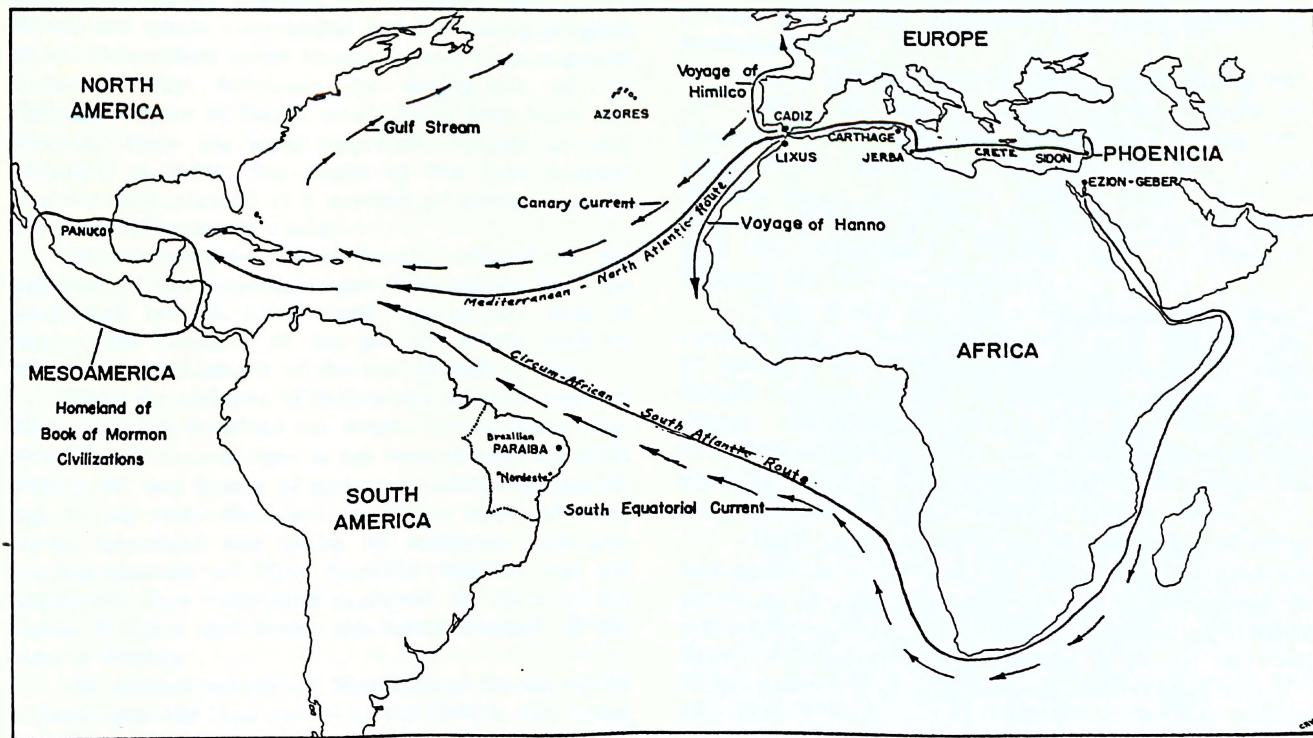 NORTH
AMERICA
Gulf Stream
AZORES
EUROPE
Voyage of
Himilco
CADIZ
LIXUS
CARTHAGE
JERBA
CRETE
SIDON
PHOENICIA
EZION-GEBER
Canary Current
Voyage of Hanno
PANUCO
Mediterranean - North Atlantic - Route
AFRICA
MESOAMERICA
Homeland of
Book of Mormon
Civilizations
Circum-African - South Atlantic Route
Brazilian
PARAIBA
"Nordeste"
SOUTH
AMERICA
South Equatoriol Current